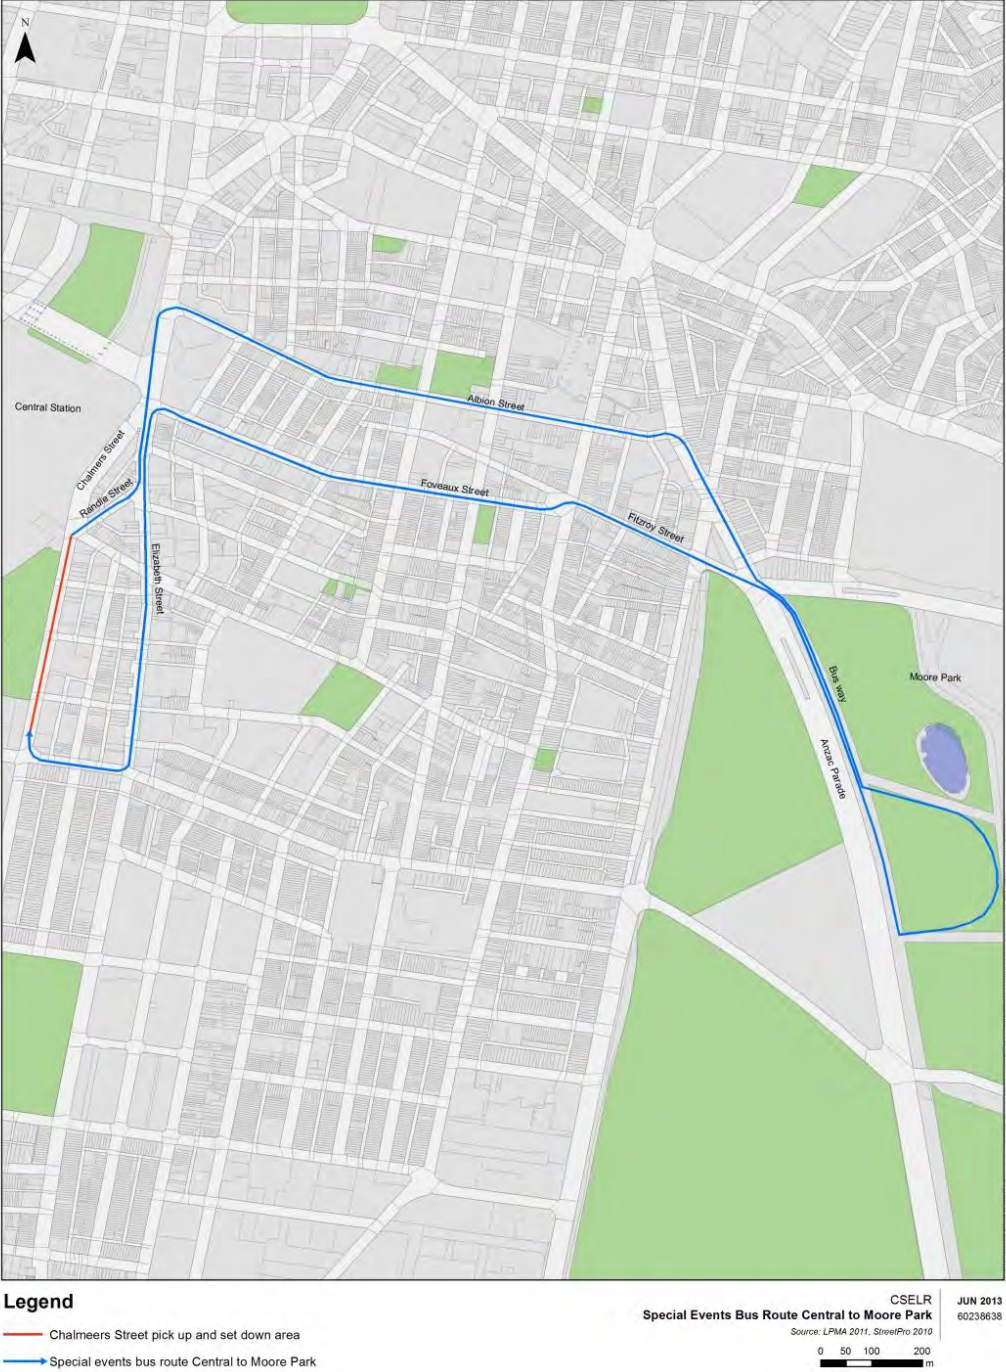 N
Albion Street
Central Station
Chalmers Street
Randle Street
Foveaux Street
Fitzroy Street
Elizabeth Street
Bus way
Moore Park
Anzac Parade
Legend
Chalmeers Street pick up and set down area
Special events bus route Central to Moore Park
CSELR
Special Events Bus Route Central to Moore Park
Source: LPMA 2011, StreetPro 2010
JUN 2013
60238638
0 50 100 200
m